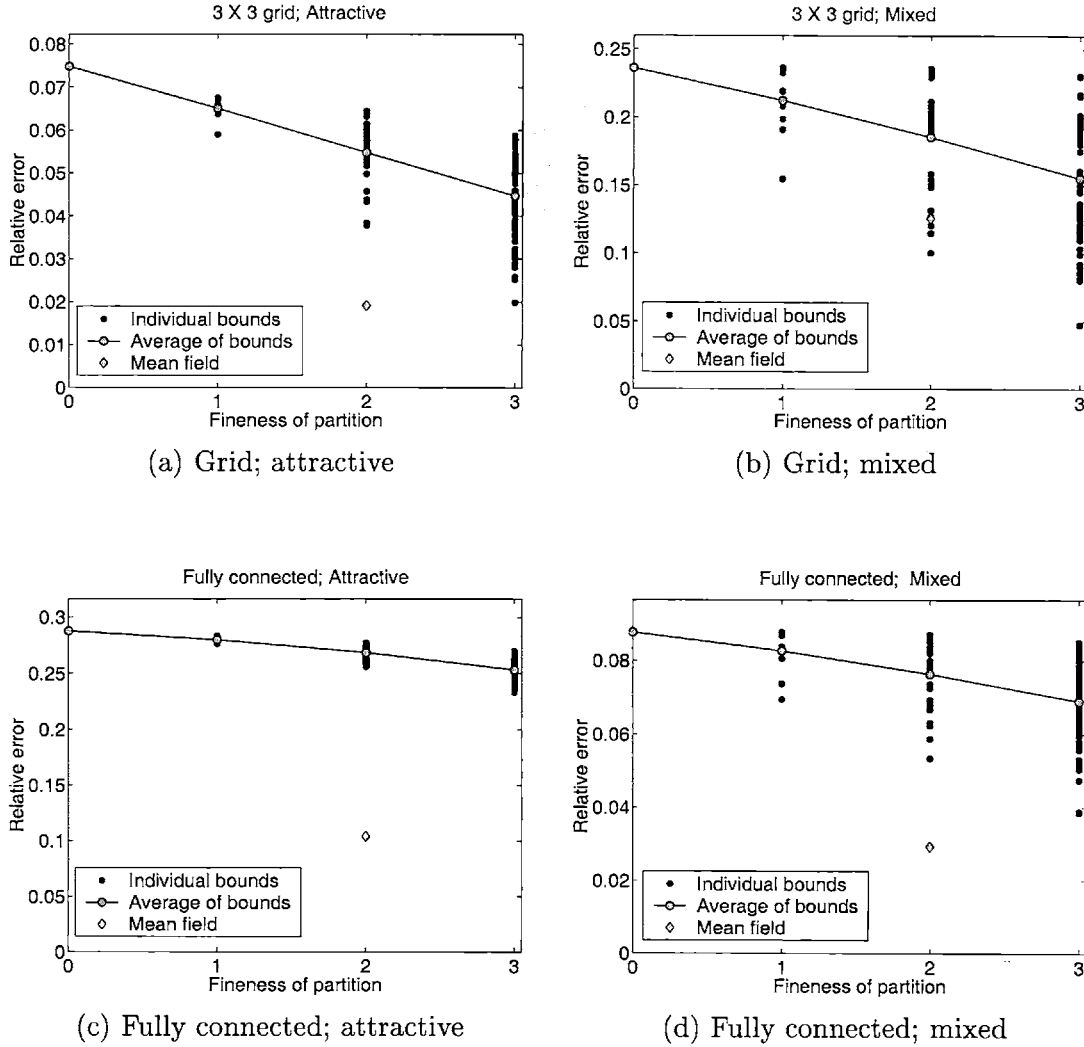 3 X 3 grid; Attractive
0.08
0.07
0.06
0.05
0.04
0.03
0.02
0.01
0
Relative error
Individual bounds
Average of bounds
Mean field
0 1 2 3
Fineness of partition
(a) Grid; attractive
3 X 3 grid; Mixed
0.25
0.2
0.15
0.1
0.05
0
Relative error
Individual bounds
Average of bounds
Mean field
0 1 2 3
Fineness of partition
(b) Grid; mixed
Fully connected; Attractive
0.3
0.25
0.2
0.15
0.1
0.05
0
Relative error
Individual bounds
Average of bounds
Mean field
0 1 2 3
Fineness of partition
(c) Fully connected; attractive
Fully connected; Mixed
0.08
0.06
0.04
0.02
0
Relative error
Individual bounds
Average of bounds
Mean field
0 1 2 3
Fineness of partition
(d) Fully connected; mixed